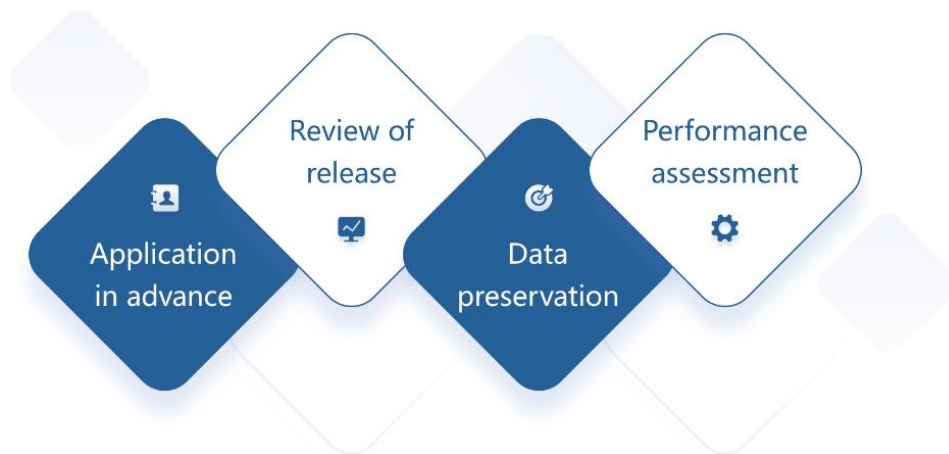 Application
in advance
Review of
release
Data
preservation
Performance
assessment